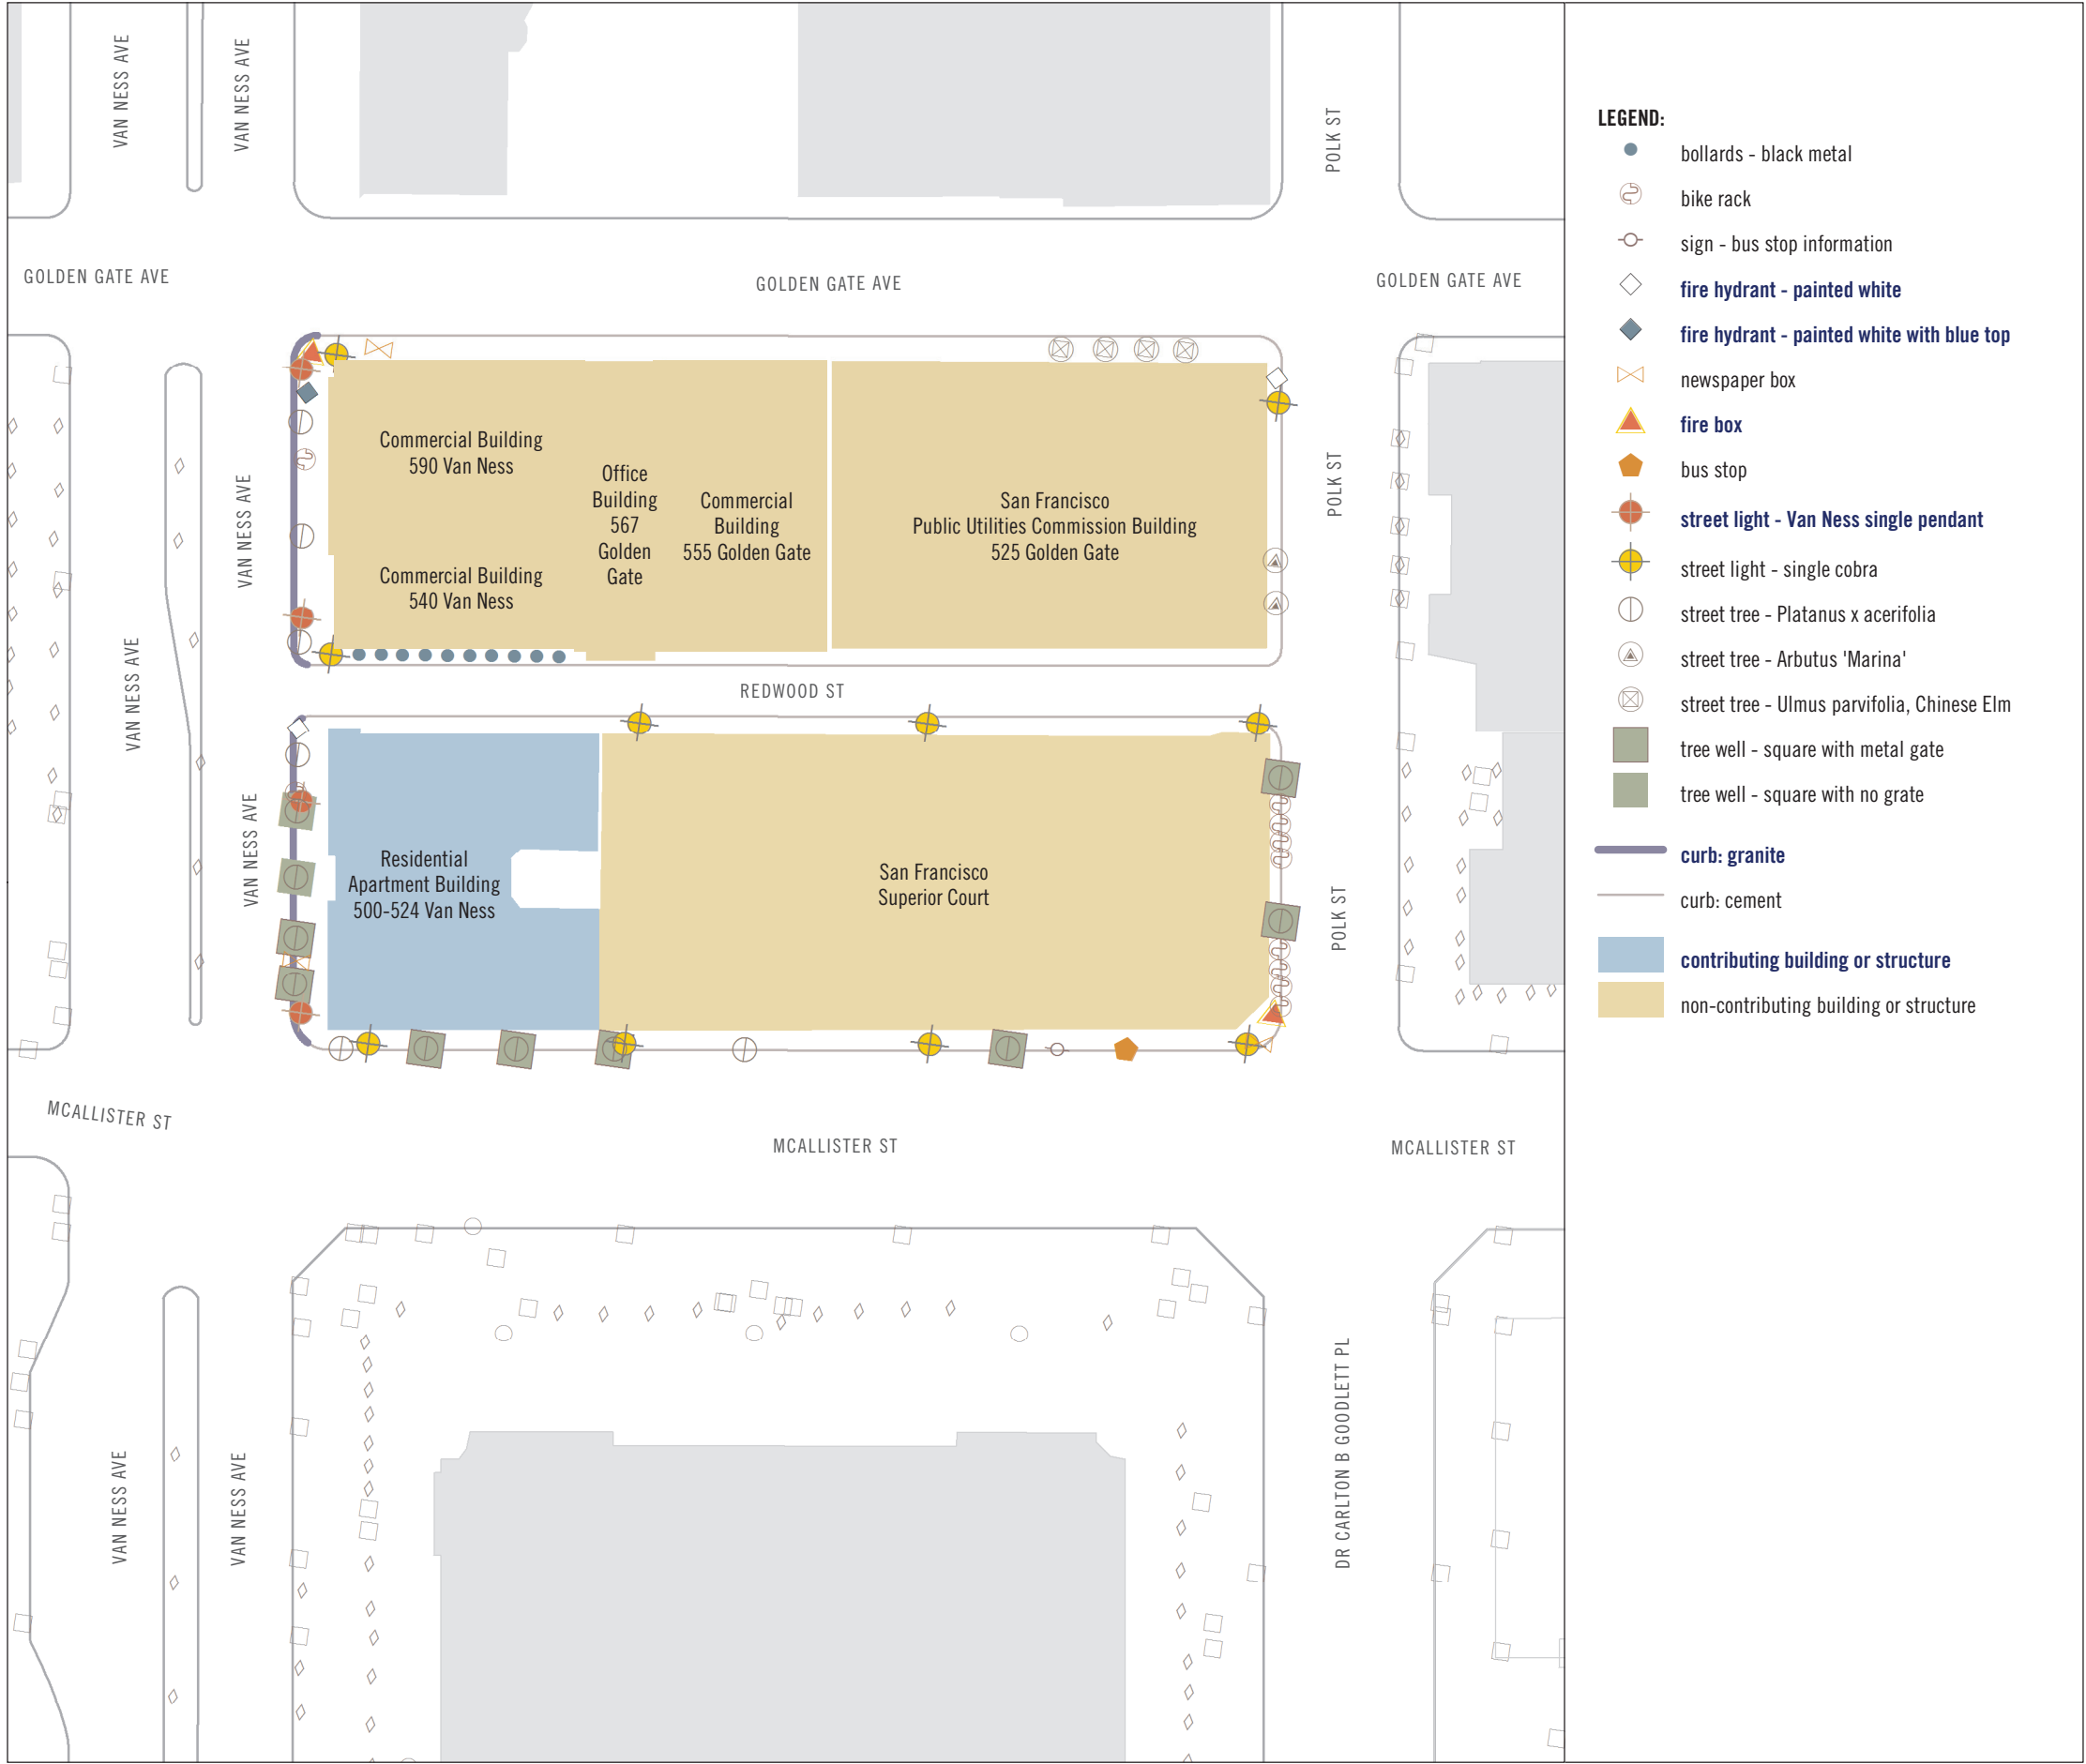 VAN NESS AVE
VAN NESS AVE
POLK ST
GOLDEN GATE AVE
GOLDEN GATE AVE
GOLDEN GATE AVE
Commercial Building
590 Van Ness
Office
Building
567
Golden
Gate
Commercial
Building
555 Golden Gate
San Francisco
Public Utilities Commission Building
525 Golden Gate
Commercial Building
540 Van Ness
VAN NESS AVE
POLK ST
VAN NESS AVE
REDWOOD ST
VAN NESS AVE
Residential
Apartment Building
500-524 Van Ness
San Francisco
Superior Court
POLK ST
MCALLISTER ST
MCALLISTER ST
MCALLISTER ST
VAN NESS AVE
VAN NESS AVE
DR CARLTON B GOODLETT PL
LEGEND:
bollards - black metal
bike rack
sign - bus stop information
fire hydrant - painted white
fire hydrant - painted white with blue top
newspaper box
fire box
bus stop
street light - Van Ness single pendant
street light - single cobra
street tree - Platanus x acerifolia
street tree - Arbutus 'Marina'
street tree - Ulmus parvifolia, Chinese Elm
tree well - square with metal gate
tree well - square with no grate
curb: granite
curb: cement
contributing building or structure
non-contributing building or structure